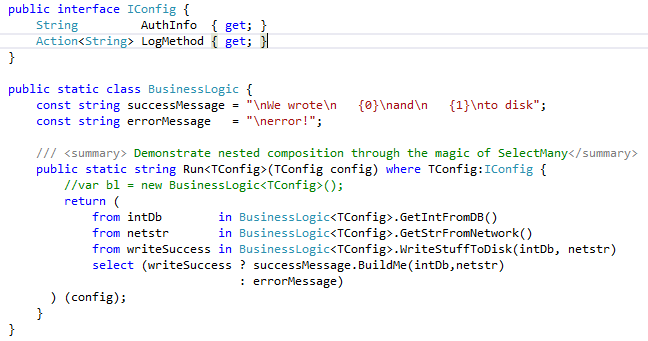 public interface IConfig {
    String        AuthInfo  { get; }
    Action<String> LogMethod { get; }
}
public static class BusinessLogic {
    const string successMessage = "\nWe wrote\n   {0}\nand\n   {1}\nto disk";
    const string errorMessage   = "\nerror!";
    /// <summary> Demonstrate nested composition through the magic of SelectMany</summary>
    public static string Run<TConfig>(TConfig config) where TConfig:IConfig {
        //var bl = new BusinessLogic<TConfig>();
        return (
            from intDb        in BusinessLogic<TConfig>.GetIntFromDB()
            from netstr       in BusinessLogic<TConfig>.GetStrFromNetwork()
            from writeSuccess in BusinessLogic<TConfig>.WriteStuffToDisk(intDb, netstr)
            select (writeSuccess ? successMessage.BuildMe(intDb,netstr)
                                 : errorMessage)
      ) (config);
    }
}